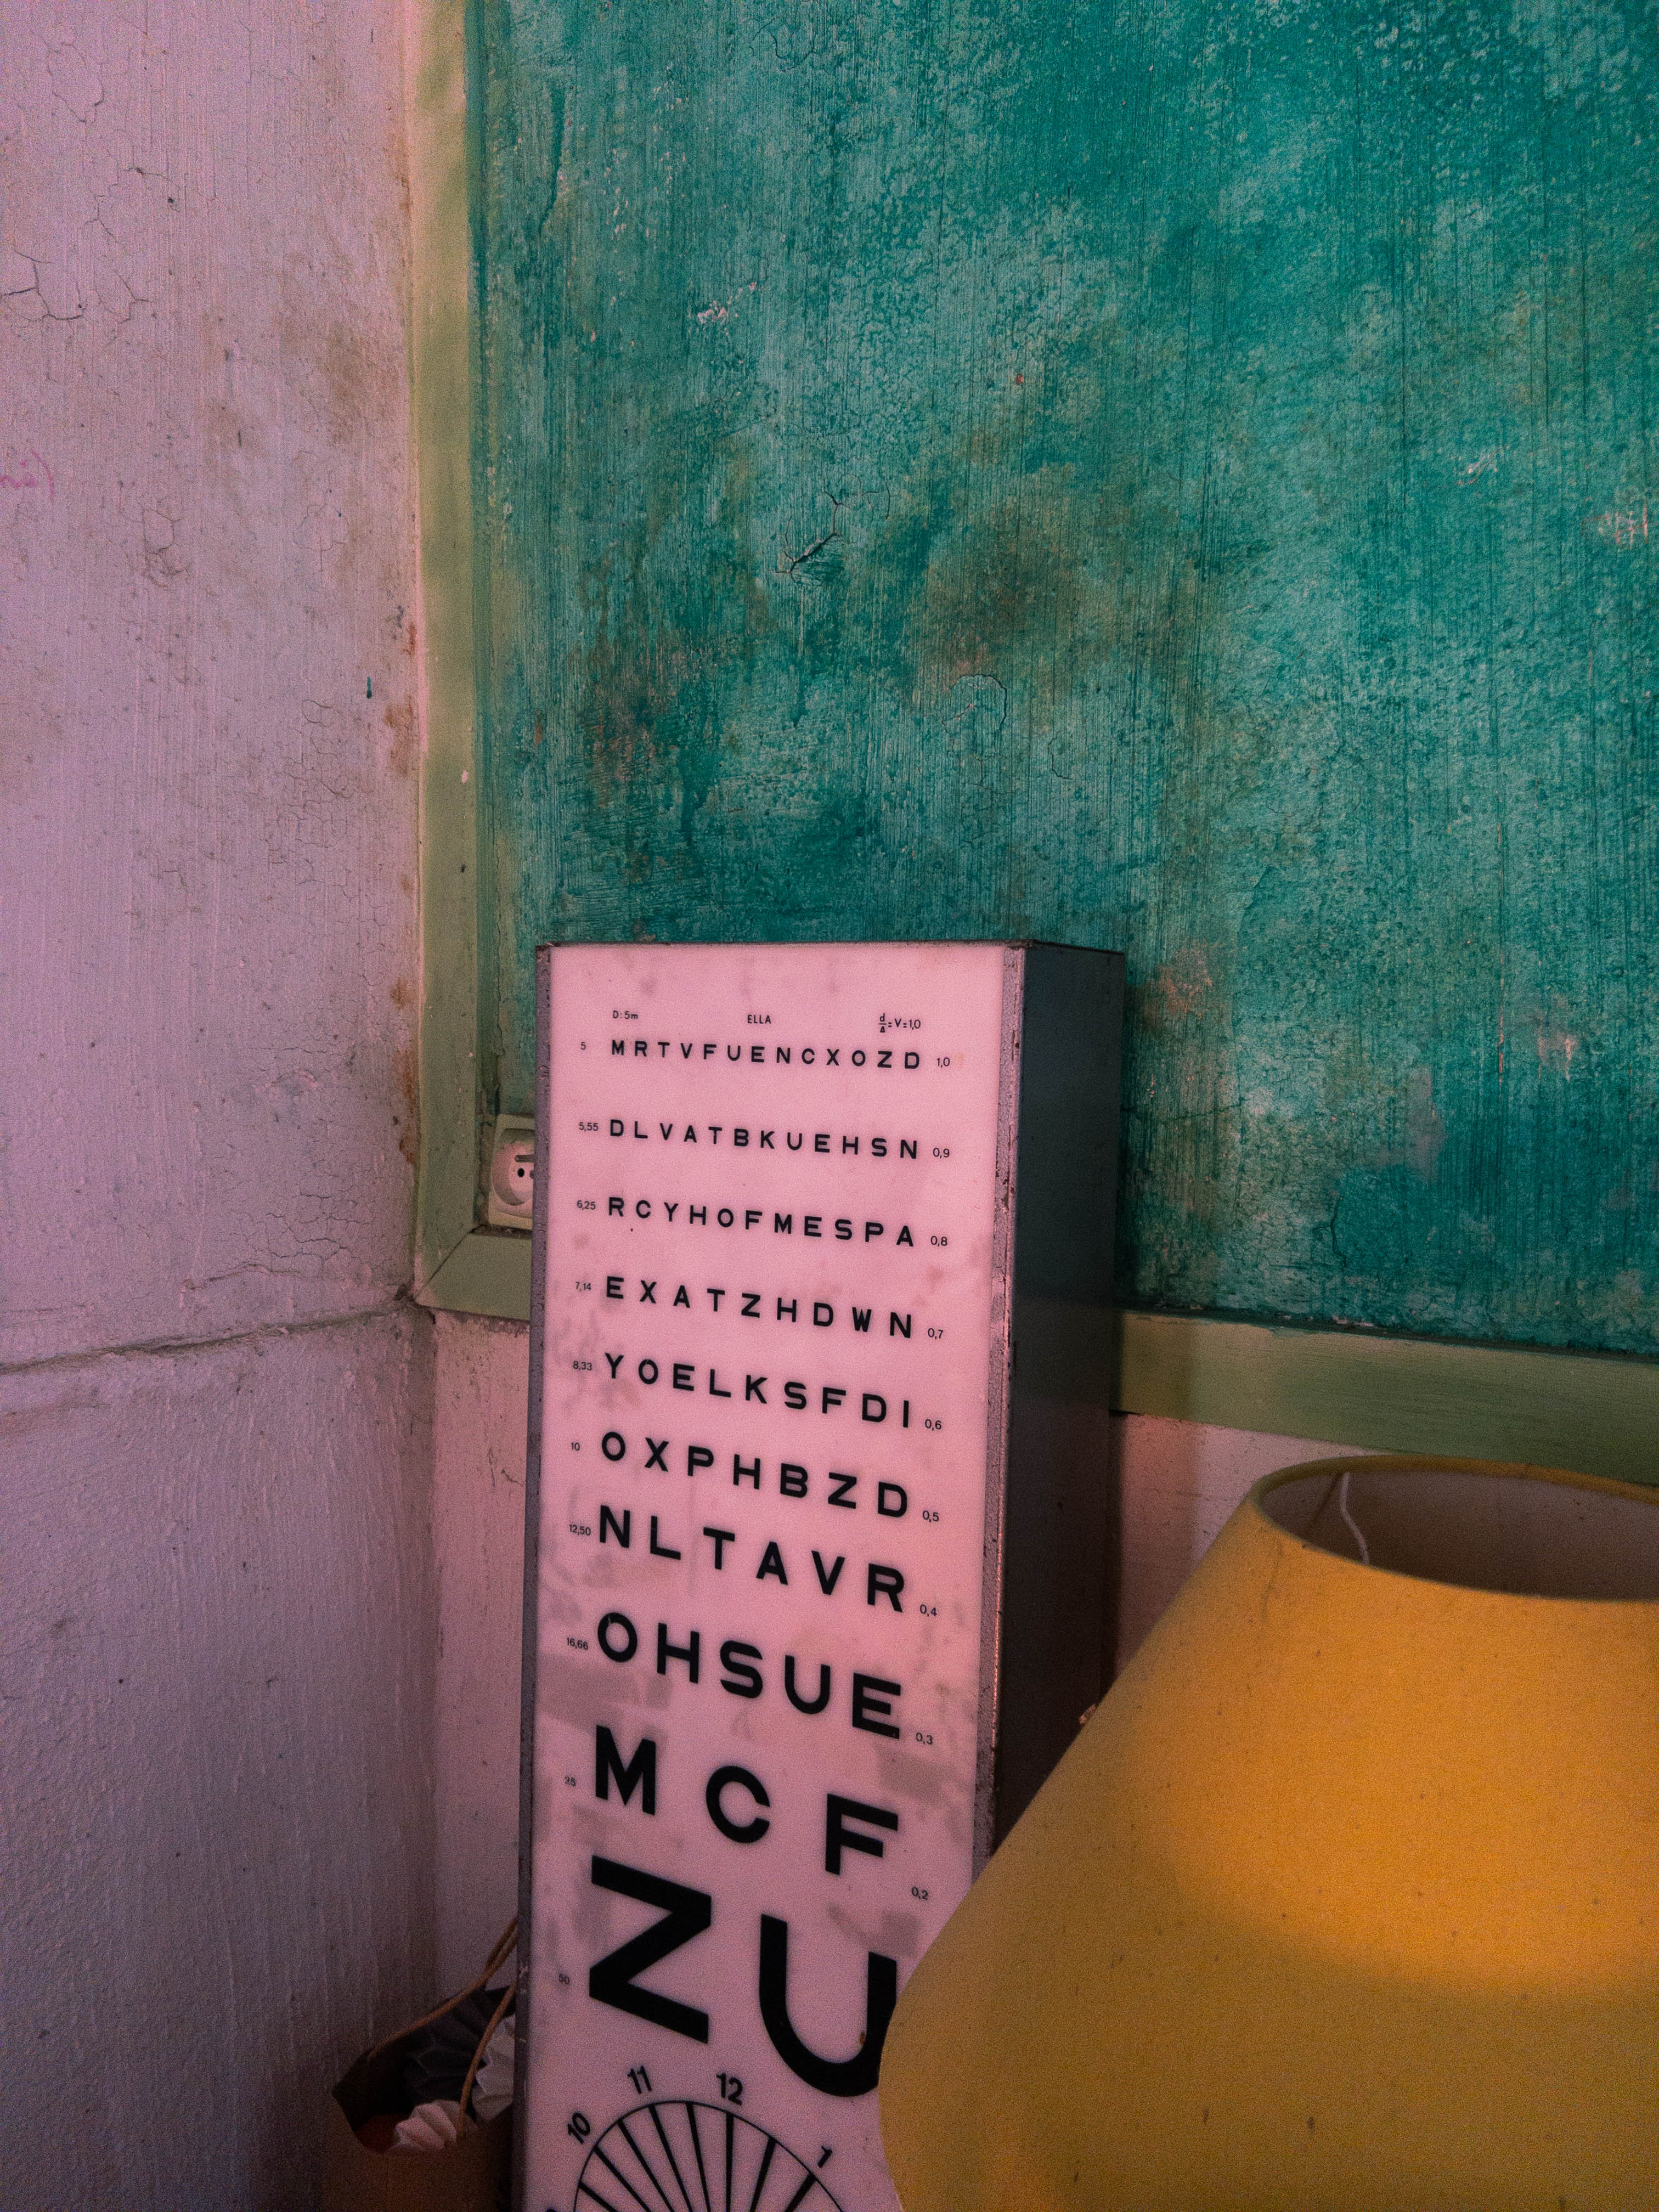 D:5m ELLA d/Δ=V=1,0
5 MRTVFUENCXOZD 1,0
5,55 DLVATBKUEHSN 0,9
6,25 RCYHOFMESPA 0,8
7,14 EXATZHDWN 0,7
8,33 YOELKSFDI 0,6
10 OXPHBZD 0,5
12,50 NLTAVR 0,4
16,66 OHSUE 0,3
25 MCF 0,2
50 ZU
10 11 12 1